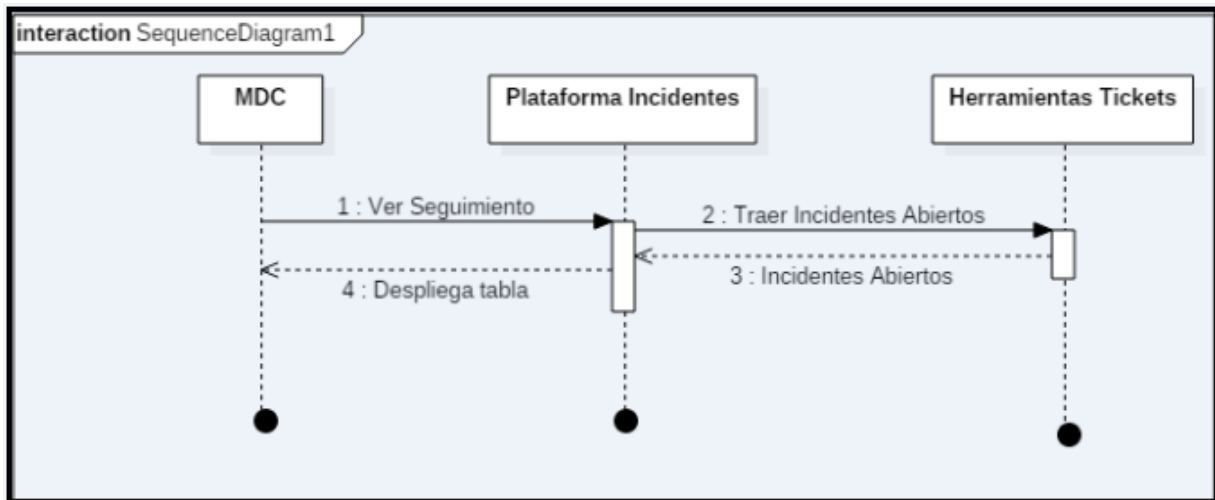 interaction SequenceDiagram1
MDC
Plataforma Incidentes
Herramientas Tickets
1 : Ver Seguimiento
2 : Traer Incidentes Abiertos
3 : Incidentes Abiertos
4 : Despliega tabla